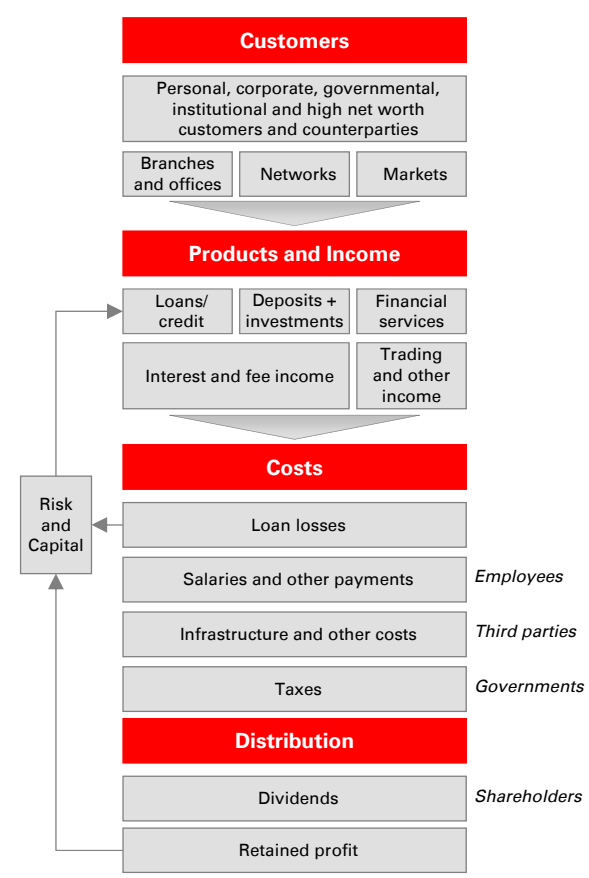 Customers
Personal, corporate, governmental,
institutional and high net worth
customers and counterparties
Branches
and offices
Networks
Markets
Products and Income
Loans/
credit
Deposits +
investments
Financial
services
Interest and fee income
Trading
and other
income
Costs
Risk
and
Capital
Loan losses
Salaries and other payments
Employees
Infrastructure and other costs
Third parties
Taxes
Governments
Distribution
Dividends
Shareholders
Retained profit